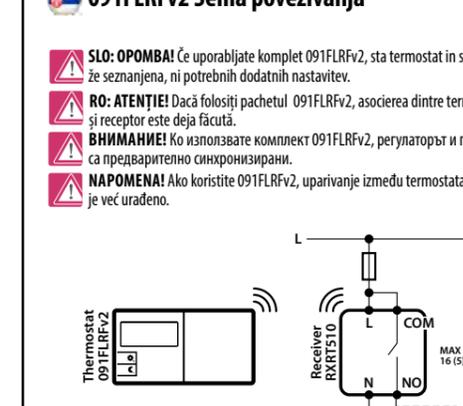 091FLRFv2 Šema povezivanja
SLO: OPOMBA! Če uporabljate komplet 091FLRFv2, sta termostat in
že seznanjena, ni potrebnih dodatnih nastavitev.
RO: ATENȚIE! Dacă folosiți pachetul 091FLRFv2, asocierea dintre
și receptor este deja făcută.
ВНИМАНИЕ! Ко използвате комплект 091FLRFv2, регулаторът и
са предварително синхронизирани.
NAPOMENA! Ako koristite 091FLRFv2, uparivanje između termostata
je već urađeno.
L
Thermostat
091FLRFv2
Receiver
RXRT510
L COM
MAX
16 (5)
N NO